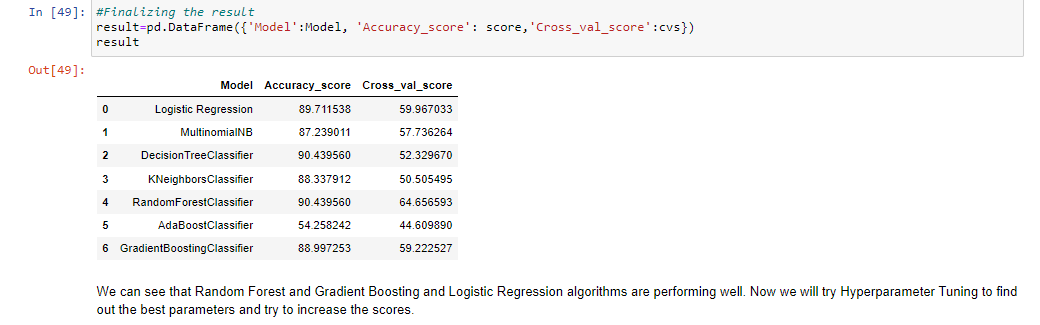 In [49]: #Finalizing the result
result=pd.DataFrame({'Model':Model, 'Accuracy_score': score,'Cross_val_score':cvs})
result
Out[49]:
Model Accuracy_score Cross_val_score
0 Logistic Regression 89.711538 59.967033
1 MultinomialNB 87.239011 57.736264
2 DecisionTreeClassifier 90.439560 52.329670
3 KNeighborsClassifier 88.337912 50.505495
4 RandomForestClassifier 90.439560 64.656593
5 AdaBoostClassifier 54.258242 44.609890
6 GradientBoostingClassifier 88.997253 59.222527
We can see that Random Forest and Gradient Boosting and Logistic Regression algorithms are performing well. Now we will try Hyperparameter Tuning to find
out the best parameters and try to increase the scores.